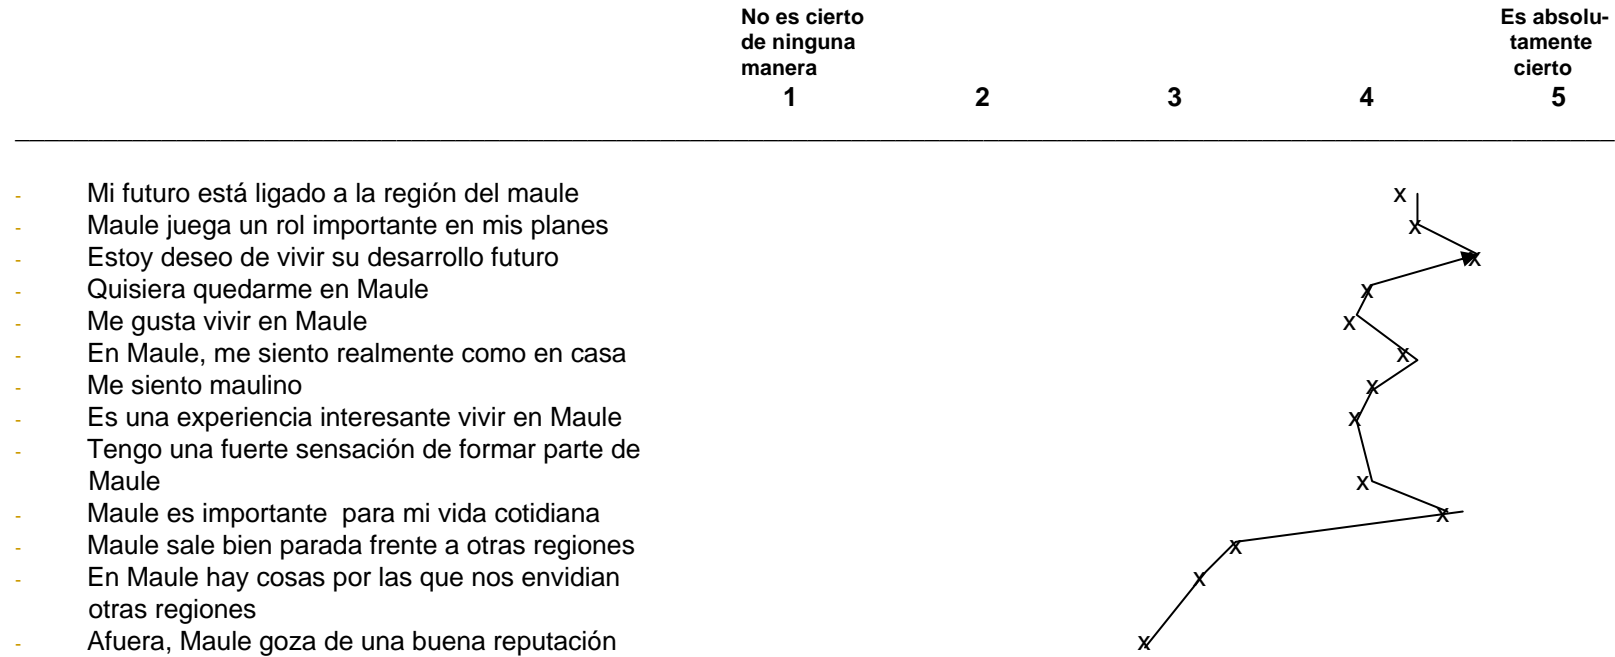 No es cierto
de ninguna
manera
Es absolu-
tamente
cierto
1 2 3 4 5
- Mi futuro está ligado a la región del maule x
- Maule juega un rol importante en mis planes x
- Estoy deseo de vivir su desarrollo futuro x
- Quisiera quedarme en Maule x
- Me gusta vivir en Maule x
- En Maule, me siento realmente como en casa x
- Me siento maulino x
- Es una experiencia interesante vivir en Maule x
- Tengo una fuerte sensación de formar parte de
Maule x
- Maule es importante para mi vida cotidiana x
- Maule sale bien parada frente a otras regiones x
- En Maule hay cosas por las que nos envidian x
otras regiones
- Afuera, Maule goza de una buena reputación x